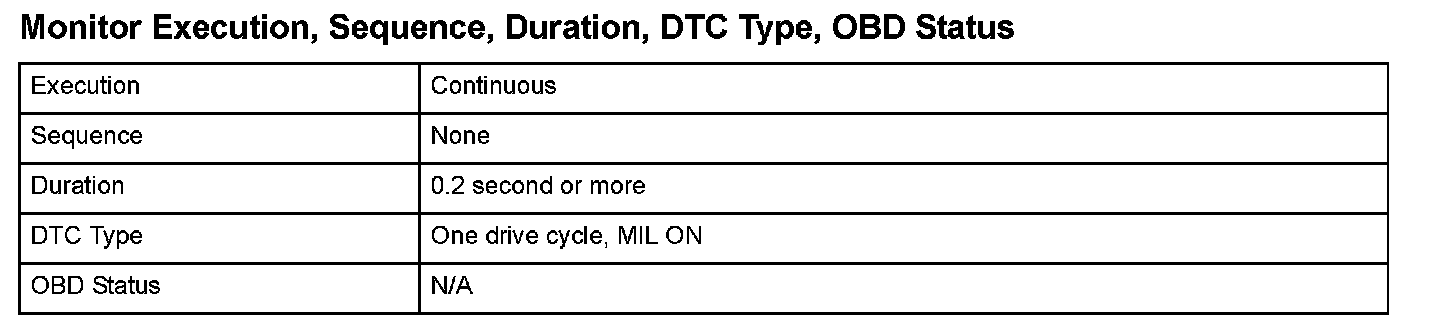 Monitor Execution, Sequence, Duration, DTC Type, OBD Status
Execution Continuous
Sequence None
Duration 0.2 second or more
DTC Type One drive cycle, MIL ON
OBD Status N/A